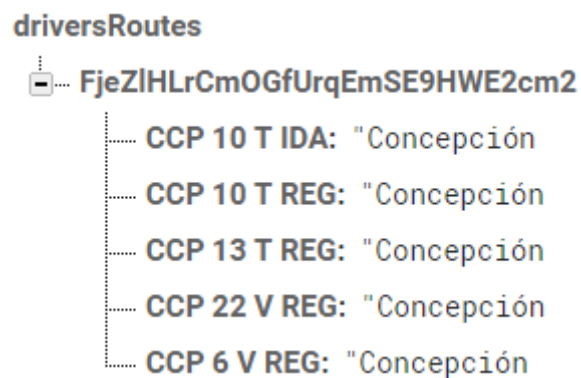 driversRoutes
FjeZlHLrCmOGfUrqEmSE9HWE2cm2
CCP 10 T IDA: "Concepción
CCP 10 T REG: "Concepción
CCP 13 T REG: "Concepción
CCP 22 V REG: "Concepción
CCP 6 V REG: "Concepción